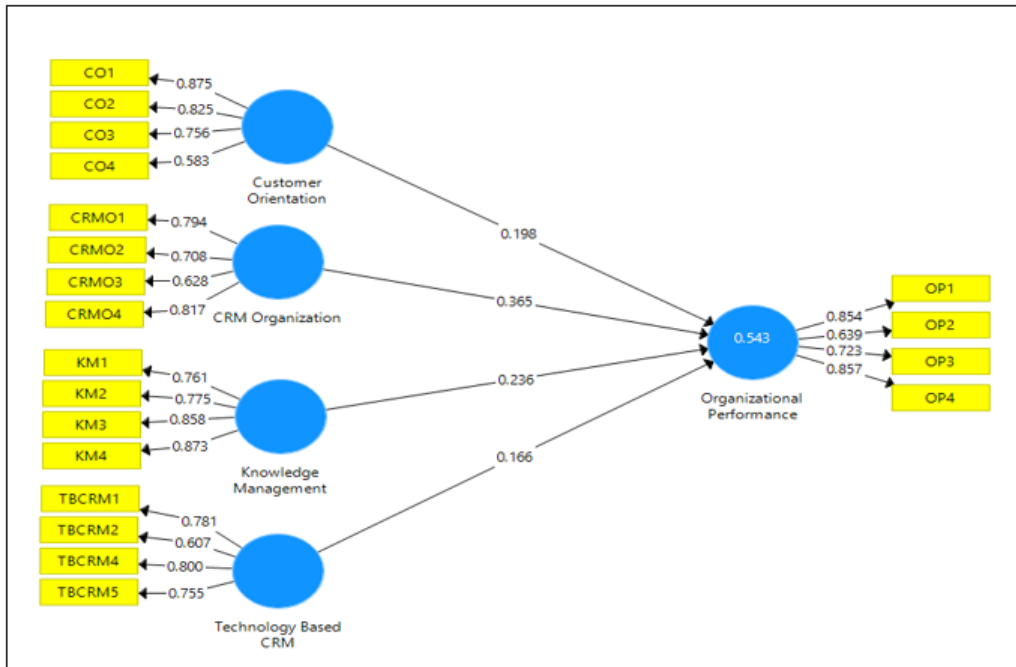 CO1
0.875
CO2
0.825
CO3
0.756
CO4
0.583
Customer
Orientation
0.198
CRMO1
0.794
CRMO2
0.708
CRMO3
0.628
CRMO4
0.817
CRM Organization
0.365
KM1
0.761
KM2
0.775
KM3
0.858
KM4
0.873
Knowledge
Management
0.236
TBCRM1
0.781
TBCRM2
0.607
TBCRM4
0.800
TBCRM5
0.755
Technology Based
CRM
0.166
0.543
Organizational
Performance
OP1
0.854
OP2
0.639
OP3
0.723
OP4
0.857